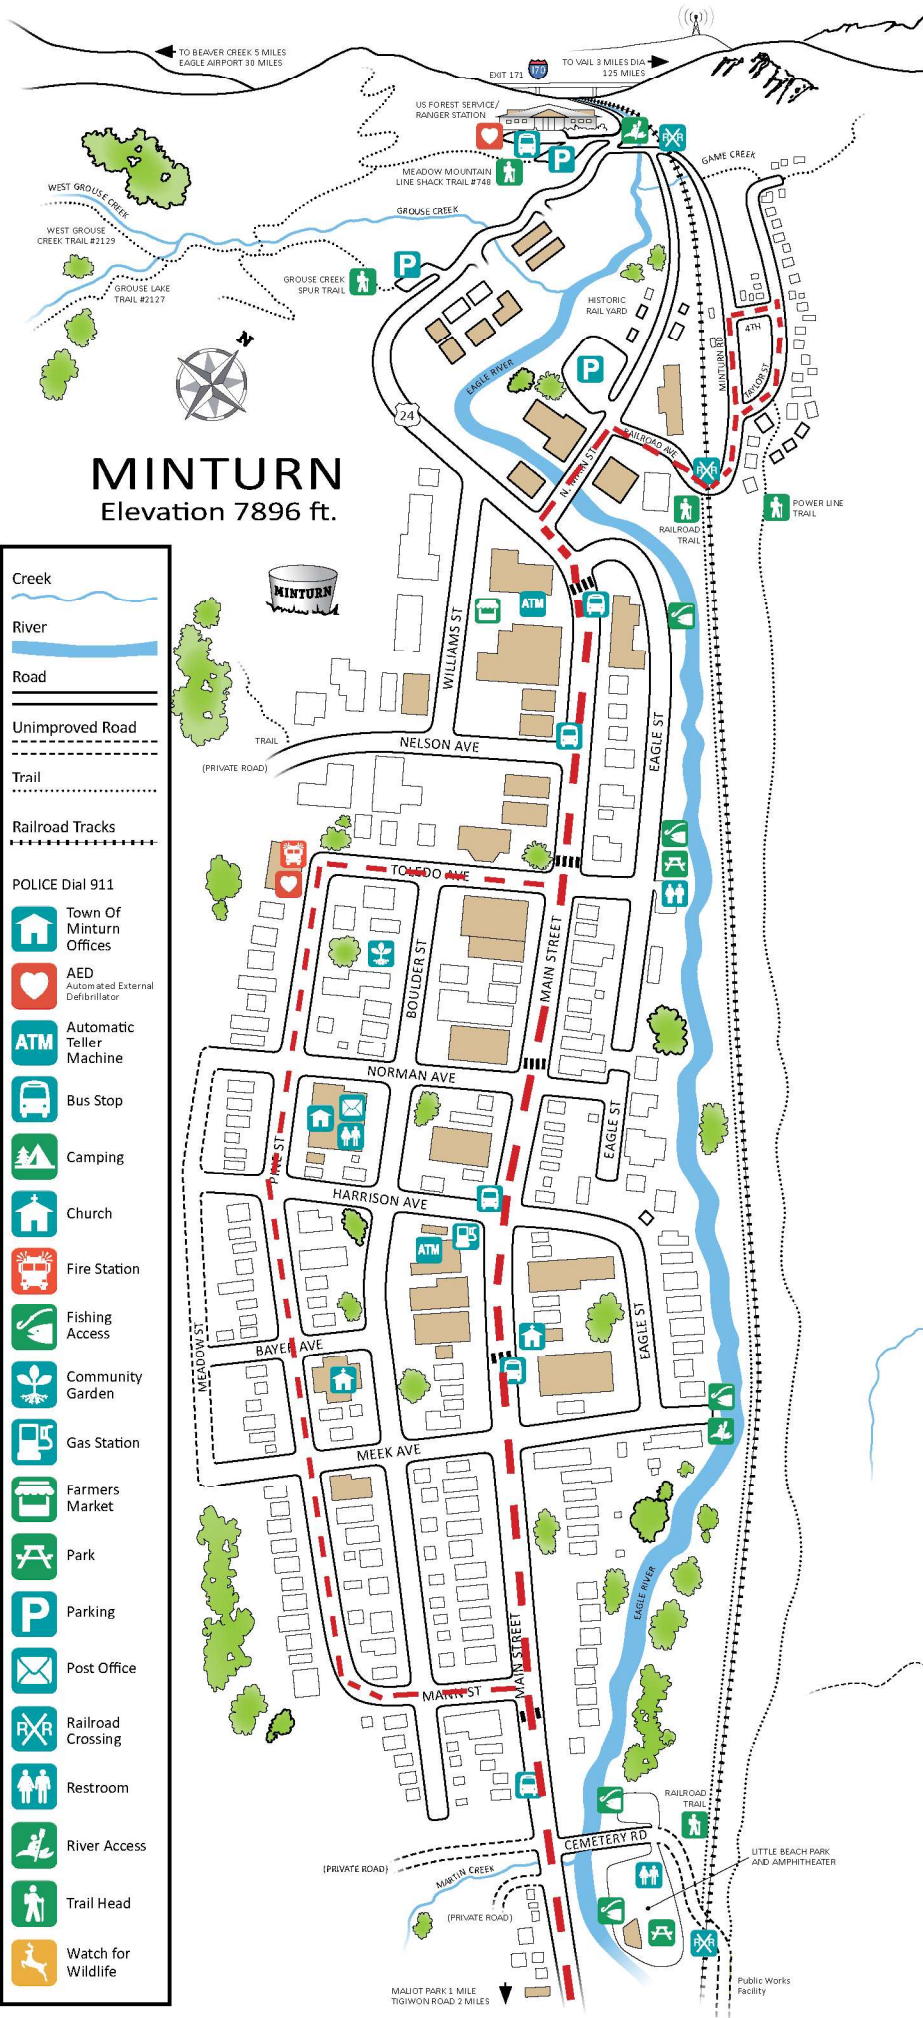 TO BEAVER CREEK 5 MILES
EAGLE AIRPORT 30 MILES
EXIT 171
170
TO VAIL 3 MILES DIA
125 MILES
US FOREST SERVICE/
RANGER STATION
RXR
P
MEADOW MOUNTAIN
LINE SHACK TRAIL #748
GAME CREEK
WEST GROUSE
CREEK
GROUSE CREEK
WEST GROUSE
CREEK TRAIL #2129
GROUSE LAKE
TRAIL #2127
GROUSE CREEK
SPUR TRAIL
P
HISTORIC
RAIL YARD
N
EAGLE RIVER
P
4TH
MINTURN RD
TAYLOR ST
24
RAILROAD AVE
N. MAIN ST
RXR
MINTURN
Elevation 7896 ft.
RAILROAD
TRAIL
POWER LINE
TRAIL
MINTURN
ATM
WILLIAMS ST
EAGLE ST
TRAIL
NELSON AVE
(PRIVATE ROAD)
TOLEDO AVE
BOULDER ST
MAIN STREET
NORMAN AVE
EAGLE ST
PINE ST
HARRISON AVE
ATM
MEADOW ST
BAYER AVE
EAGLE ST
MEEK AVE
EAGLE RIVER
MAIN STREET
MANN ST
RAILROAD
TRAIL
CEMETERY RD
(PRIVATE ROAD)
MARTIN CREEK
(PRIVATE ROAD)
LITTLE BEACH PARK
AND AMPHITHEATER
RXR
MALIOT PARK 1 MILE
TIGIWON ROAD 2 MILES
Public Works
Facility
Creek
River
Road
Unimproved Road
Trail
Railroad Tracks
POLICE Dial 911
Town Of
Minturn
Offices
AED
Automated External
Defibrillator
ATM
Automatic
Teller
Machine
Bus Stop
Camping
Church
Fire Station
Fishing
Access
Community
Garden
Gas Station
Farmers
Market
Park
P
Parking
Post Office
RXR
Railroad
Crossing
Restroom
River Access
Trail Head
Watch for
Wildlife